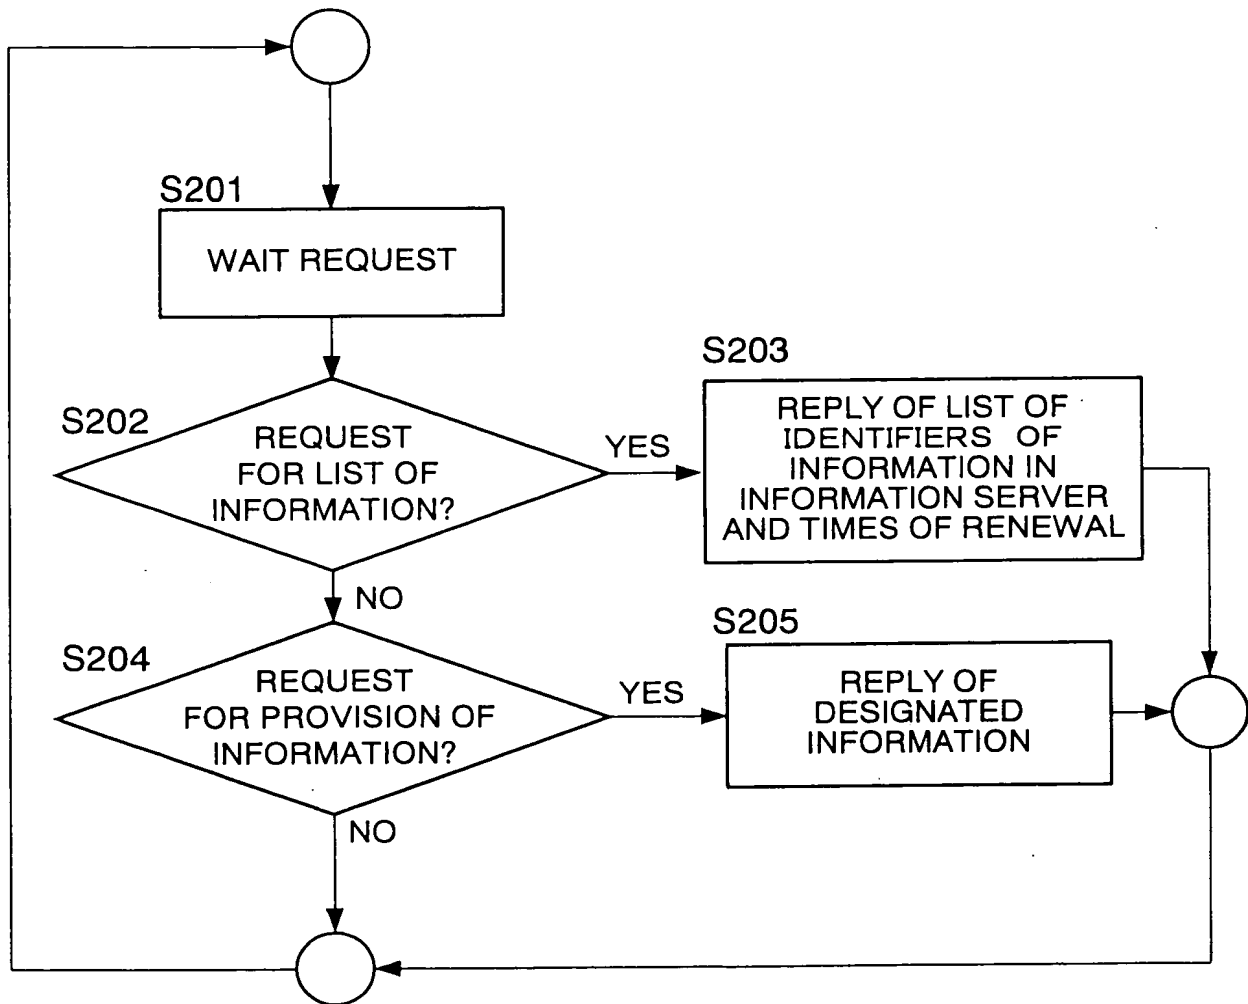 S201
WAIT REQUEST
S202
REQUEST
FOR LIST OF
INFORMATION?
YES
S203
REPLY OF LIST OF
IDENTIFIERS OF
INFORMATION IN
INFORMATION SERVER
AND TIMES OF RENEWAL
NO
S204
REQUEST
FOR PROVISION OF
INFORMATION?
YES
S205
REPLY OF
DESIGNATED
INFORMATION
NO